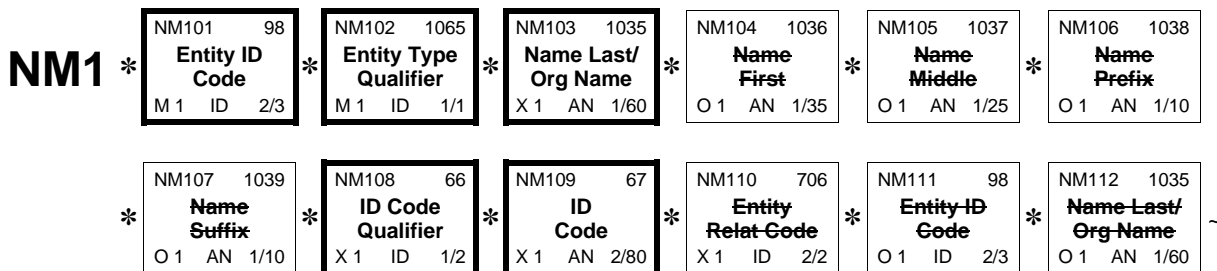 NM1 * NM101 98 * NM102 1065 * NM103 1035 * NM104 1036 * NM105 1037 * NM106 1038
Entity ID Entity Type Name Last/ Name Name Name
Code Qualifier Org Name First Middle Prefix
M 1 ID 2/3 M 1 ID 1/1 X 1 AN 1/60 O 1 AN 1/35 O 1 AN 1/25 O 1 AN 1/10
* NM107 1039 * NM108 66 * NM109 67 * NM110 706 * NM111 98 * NM112 1035 ~
Name ID Code ID Entity Entity ID Name Last/
Suffix Qualifier Code Relat Code Code Org Name
O 1 AN 1/10 X 1 ID 1/2 X 1 AN 2/80 X 1 ID 2/2 O 1 ID 2/3 O 1 AN 1/60